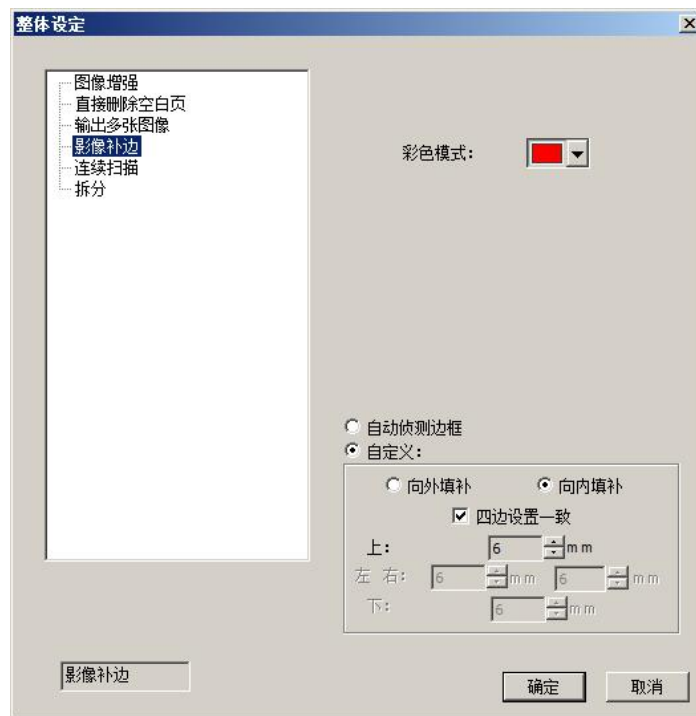 整体设定
图像增强
直接删除空白页
输出多张图像
影像补边
连续扫描
拆分
彩色模式：
自动侦测边框
自定义：
向外填补 向内填补
四边设置一致
上： 6 mm
左 右： 6 mm 6 mm
下： 6 mm
影像补边
确定 取消